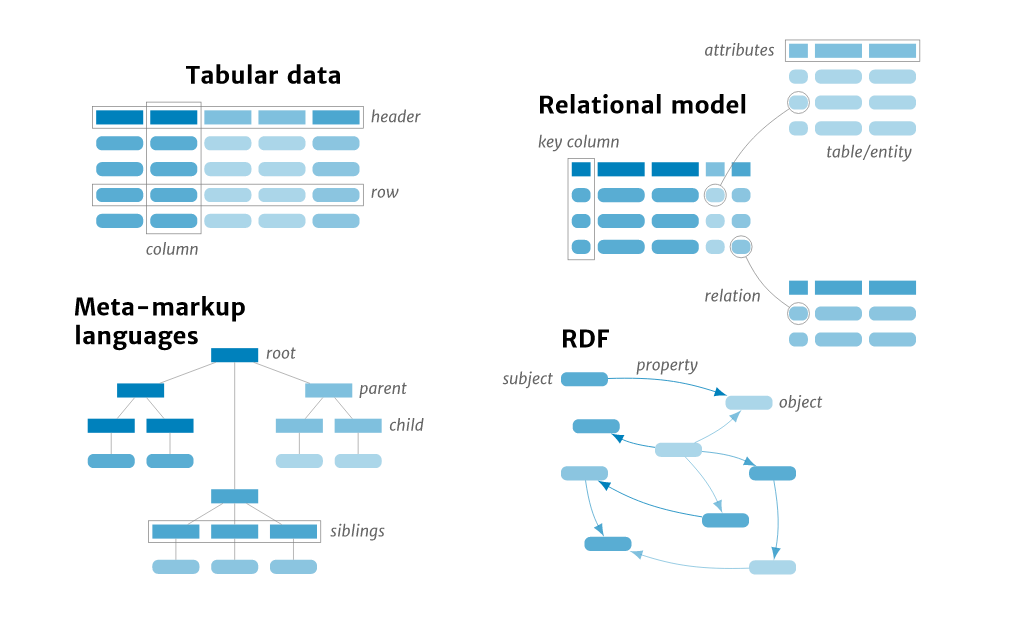 Tabular data
header
row
column
Relational model
attributes
key column
table/entity
relation
Meta-markup
languages
root
parent
child
siblings
RDF
property
subject
object